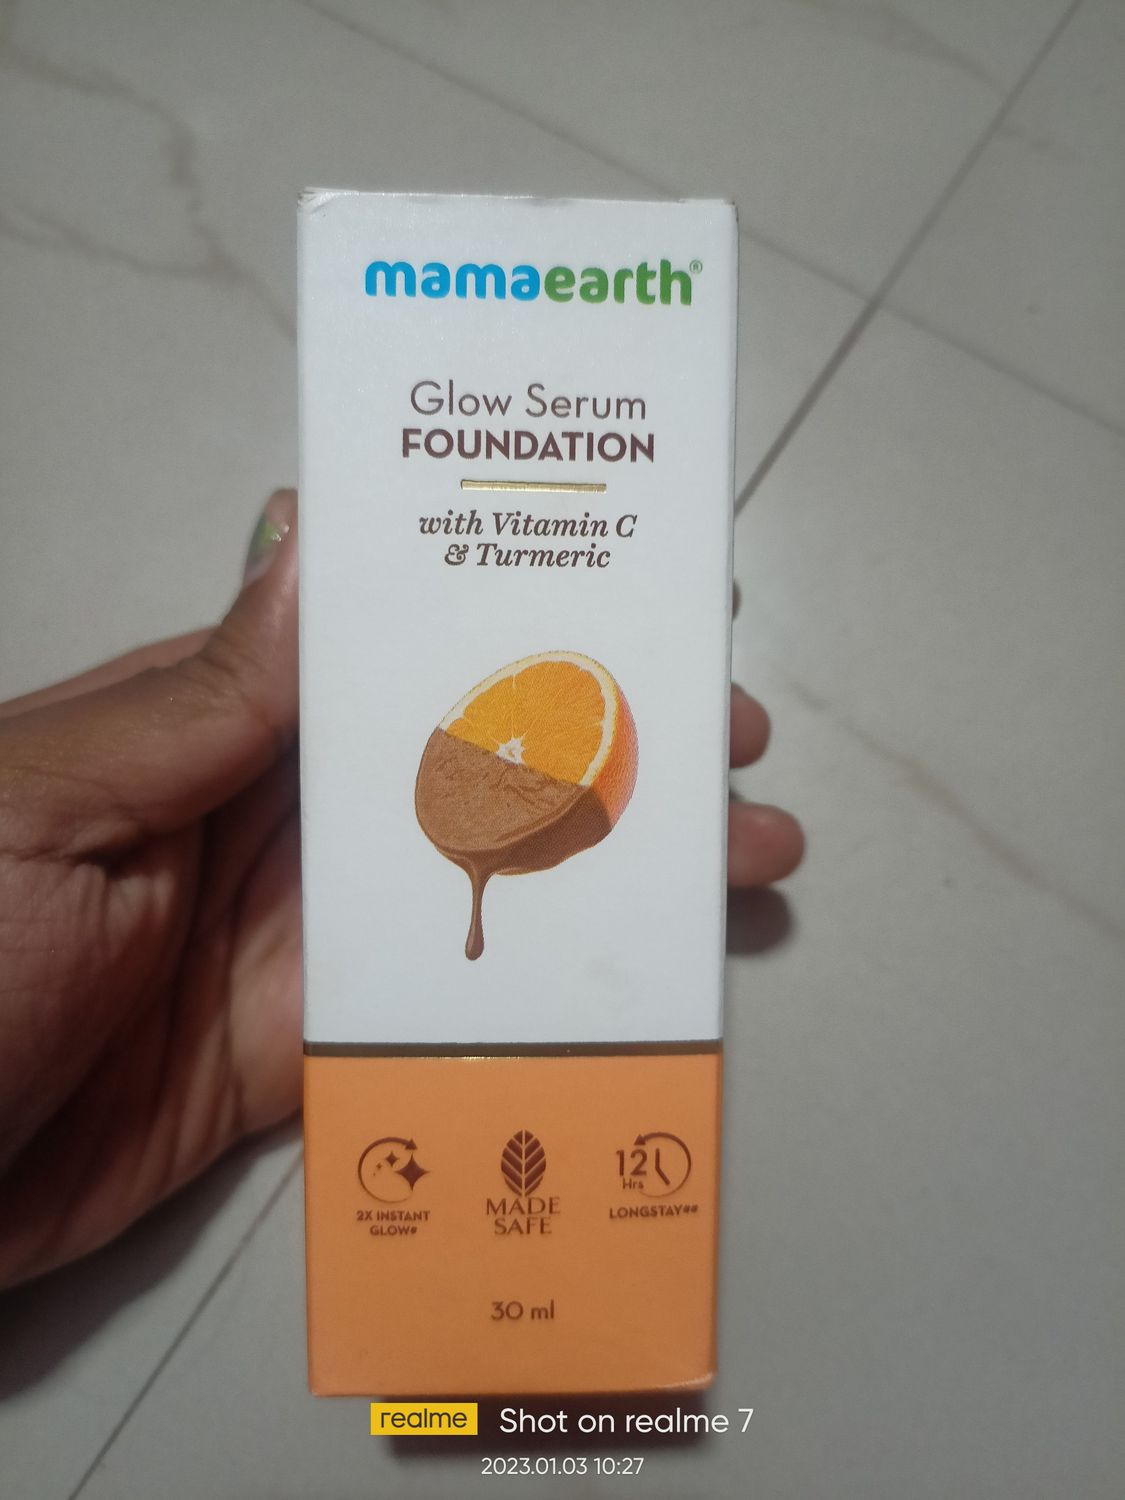 mamaearth®
Glow Serum
FOUNDATION
with Vitamin C
& Turmeric
2X INSTANT
GLOW#
MADE
SAFE
12
Hrs
LONGSTAY##
30 ml
realme Shot on realme 7
2023.01.03 10:27